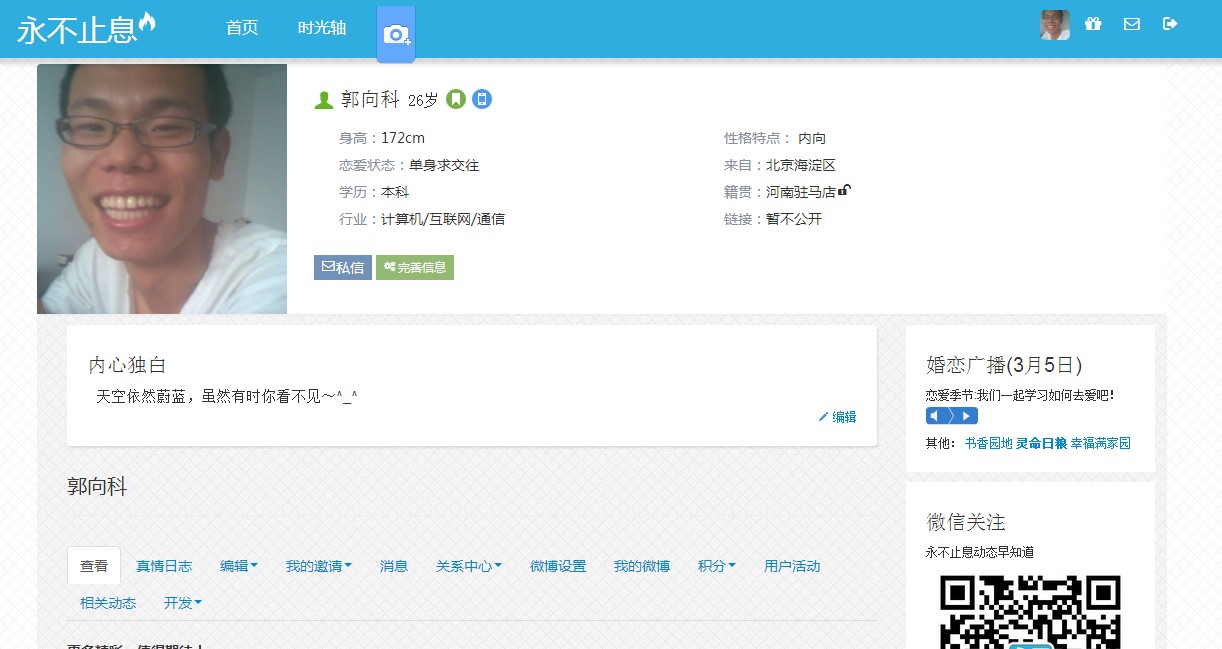 永不止息
首页 时光轴
郭向科 26岁
身高：172cm
性格特点： 内向
恋爱状态：单身求交往
来自：北京海淀区
学历：本科
籍贯：河南驻马店
行业：计算机/互联网/通信
链接：暂不公开
私信 完善信息
内心独白
天空依然蔚蓝，虽然有时你看不见～^_^
编辑
郭向科
查看 真情日志 编辑 我的邀请 消息 关系中心 微博设置 我的微博 积分 用户活动
相关动态 开发
婚恋广播(3月5日)
恋爱季节:我们一起学习如何去爱吧!
其他： 书香园地 灵命日粮 幸福满家园
微信关注
永不止息动态早知道